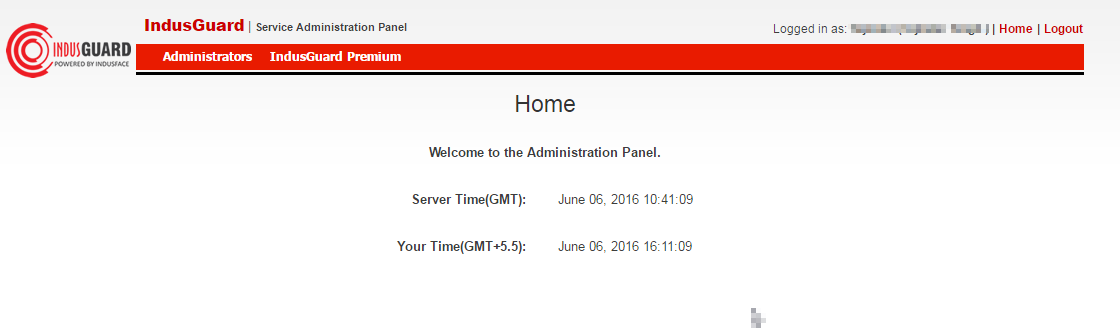 IndusGuard | Service Administration Panel
Logged in as: | Home | Logout
INDUSGUARD
POWERED BY INDUSFACE
Administrators IndusGuard Premium
Home
Welcome to the Administration Panel.
Server Time(GMT): June 06, 2016 10:41:09
Your Time(GMT+5.5): June 06, 2016 16:11:09